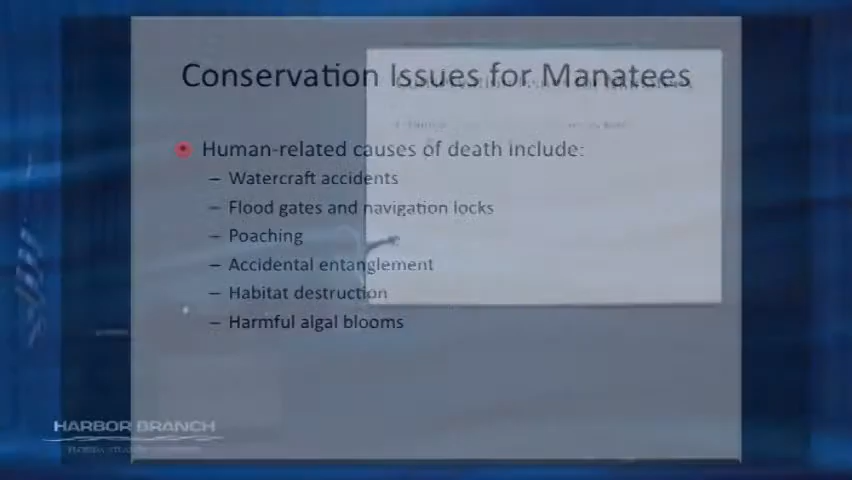 Conservation Issues for Manatees
Human-related causes of death include:
– Watercraft accidents
– Flood gates and navigation locks
– Poaching
– Accidental entanglement
– Habitat destruction
– Harmful algal blooms
HARBOR BRANCH